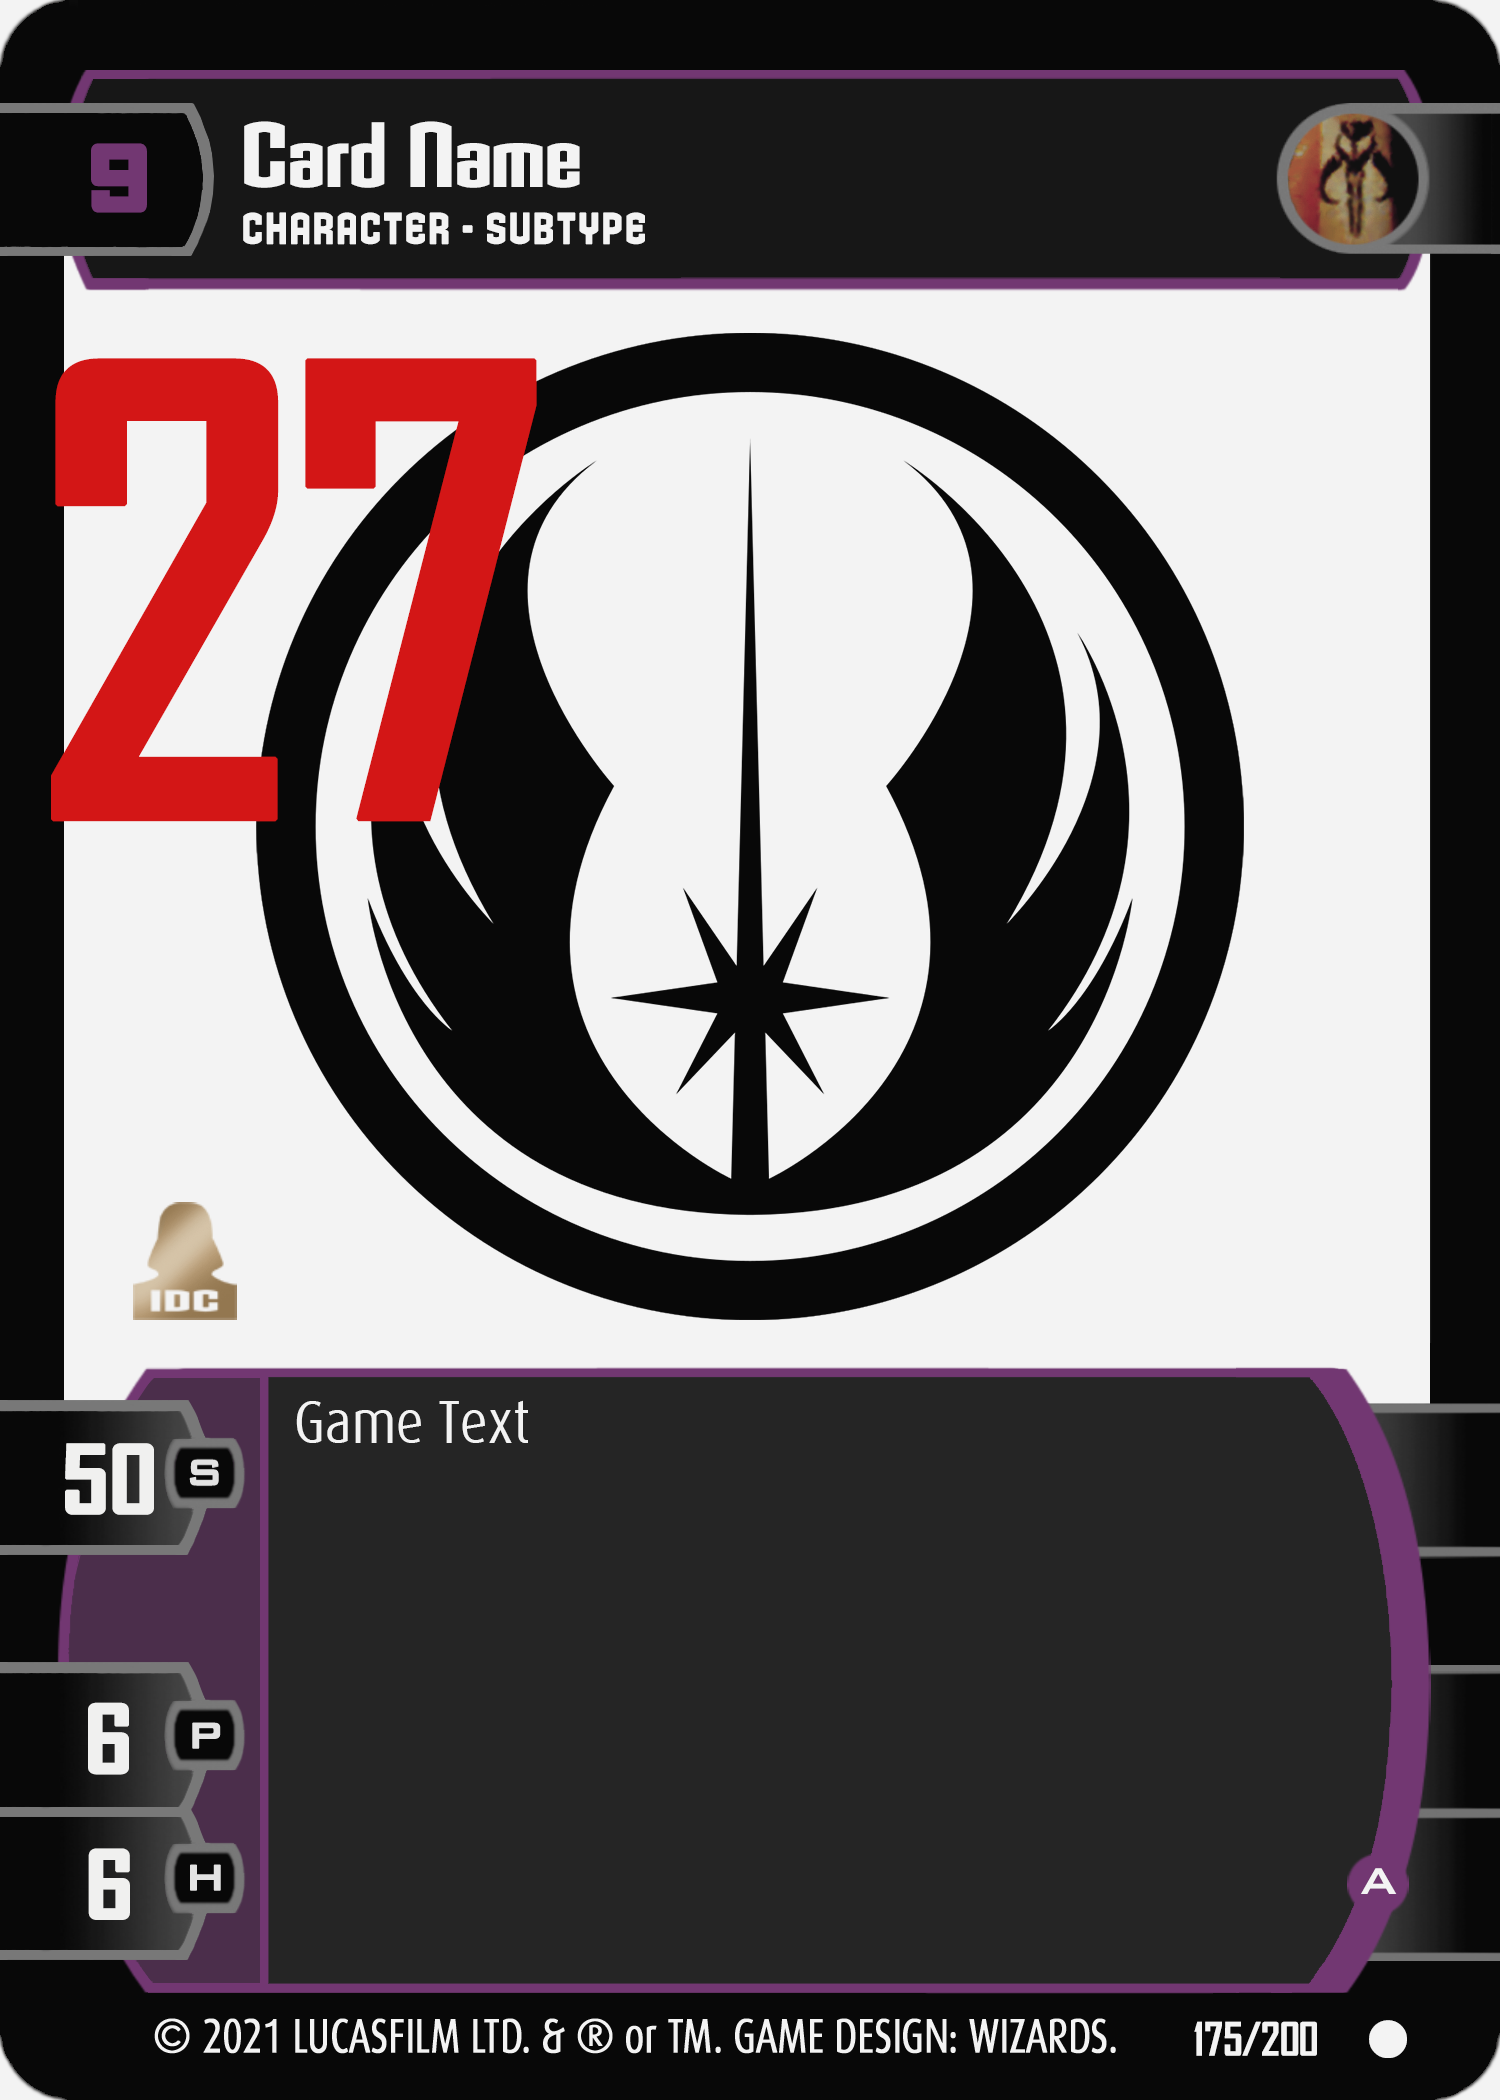 9
Card Name
CHARACTER - SUBTYPE
27
IDC
50 S
Game Text
6 P
6 H
A
© 2021 LUCASFILM LTD. & ® or TM. GAME DESIGN: WIZARDS.
175/200